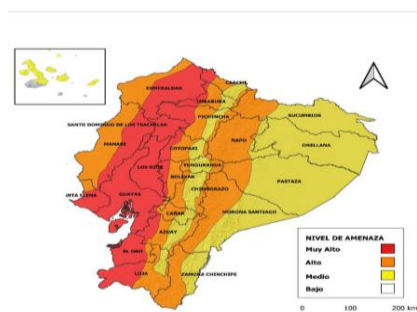 CARCHI
ESMERALDAS
IMBABURA
SUCUMBIOS
SANTO DOMINGO DE LOS TSACHILAS
PICHINCHA
NAPO
ORELLANA
MANABI
COTOPAXI
TUNGURAHUA
LOS RIOS
BOLIVAR
PASTAZA
GUAYAS
CHIMBORAZO
CAÑAR
MORONA SANTIAGO
AZUAY
EL ORO
LOJA
ZAMORA CHINCHIPE
NIVEL DE AMENAZA
Muy Alto
Alto
Medio
Bajo
0 100 200 km